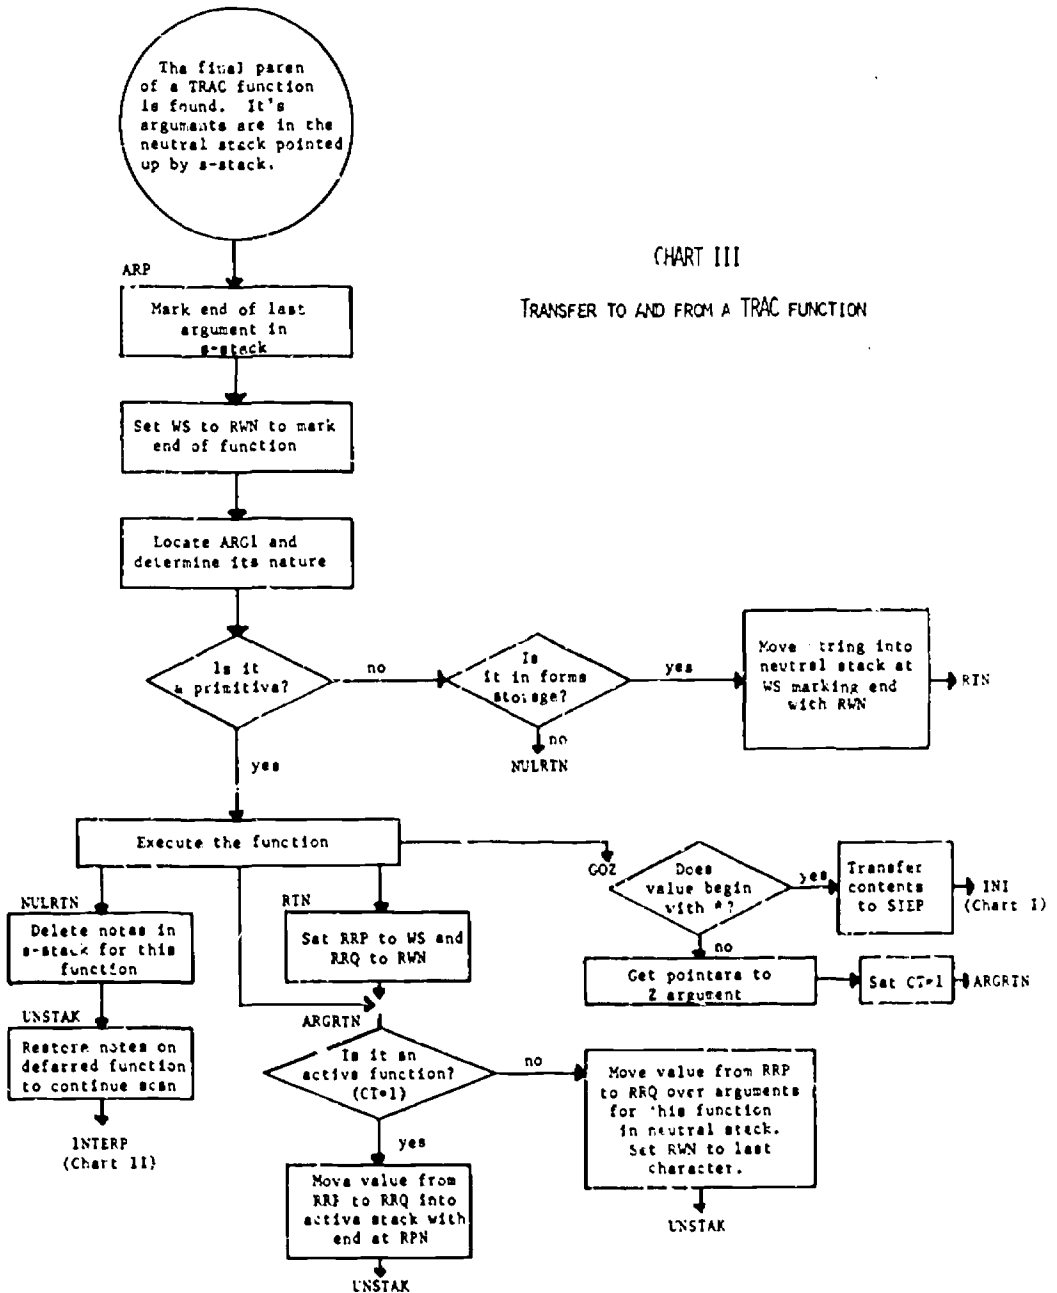 The final paren
of a TRAC function
is found. It's
arguments are in the
neutral stack pointed
up by s-stack.
CHART III
TRANSFER TO AND FROM A TRAC FUNCTION
ARP
Mark end of last
argument in
s-stack
Set WS to RWN to mark
end of function
Locate ARG1 and
determine its nature
Is it
a primitive?
no
Is
it in forms
storage?
yes
Move string into
neutral stack at
WS marking end
with RWN
RTN
no
NULRTN
yes
Execute the function
GOZ
Does
value begin
with #?
yes
Transfer
contents
to
INI
(Chart I)
NULRTN
Delete notes in
s-stack for this
function
RTN
Set RRP to WS and
RRQ to RWN
no
Get pointers to
Z argument
Set CT=1
ARGRTN
UNSTAK
Restore notes on
deferred function
to continue scan
ARGRTN
Is it an
active function?
(CT=1)
no
Move value from RRP
to RRQ over arguments
for this function
in neutral stack.
Set RWN to last
character.
INTERP
(Chart II)
yes
Move value from
RRP to RRQ into
active stack with
end at RPN
UNSTAK
UNSTAK